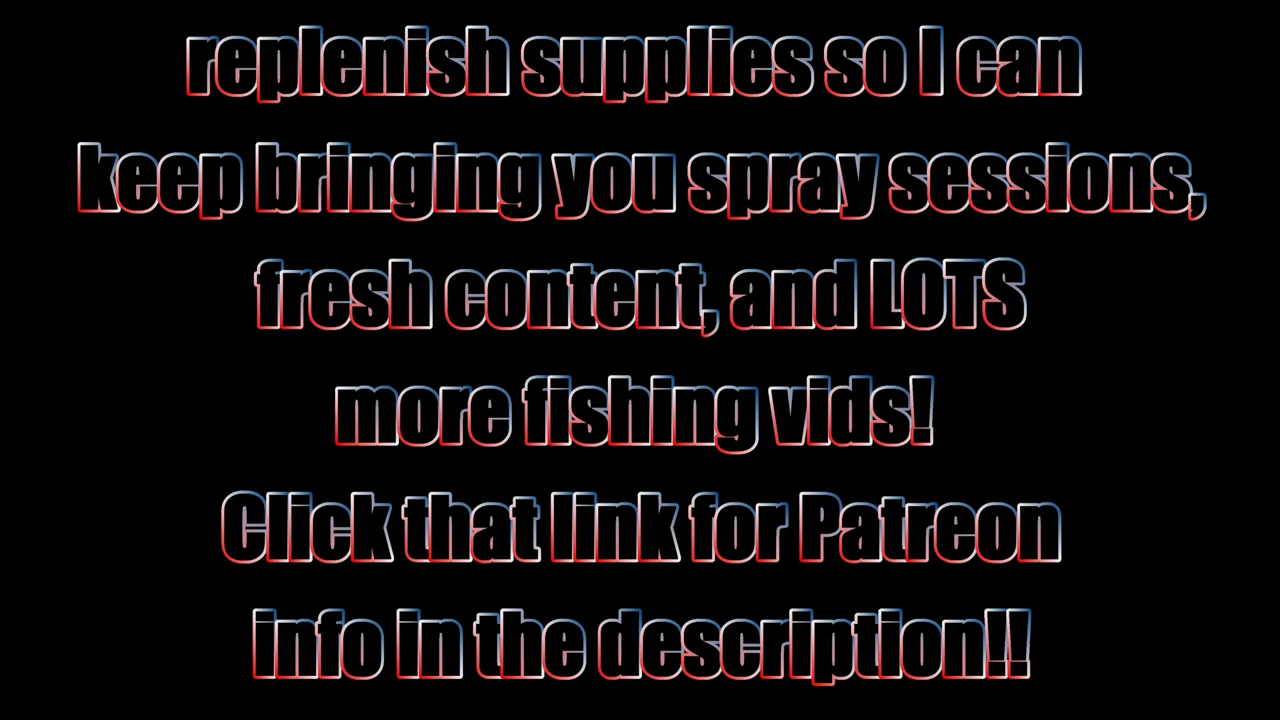 replenish supplies so I can
keep bringing you spray sessions,
fresh content, and LOTS
more fishing vids!
Click that link for Patreon
info in the description!!